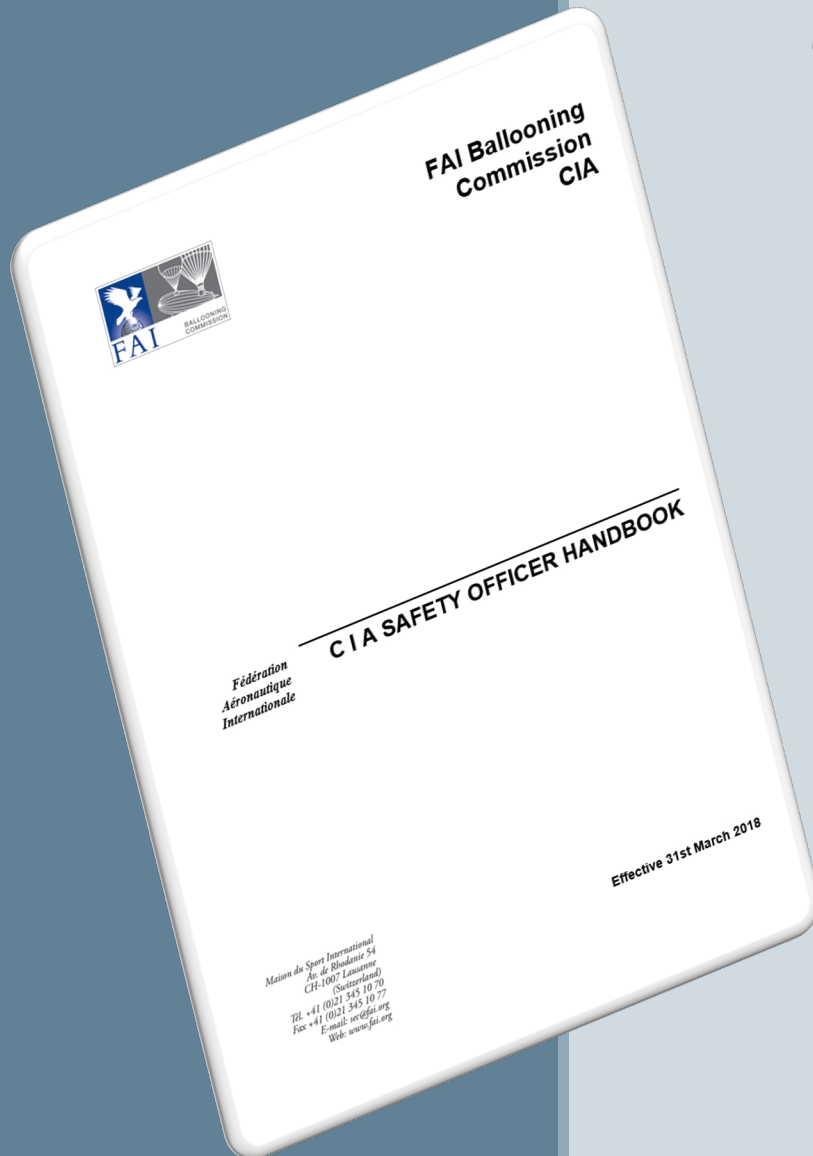 FAI Ballooning
Commission
CIA
FAI
BALLOONING
COMMISSION
C I A SAFETY OFFICER HANDBOOK
Fédération
Aéronautique
Internationale
Effective 31st March 2018
Maison du Sport International
Av. de Rhodanie 54
CH-1007 Lausanne
(Switzerland)
Tél. +41 (0)21 345 10 70
Fax +41 (0)21 345 10 77
E-mail: sec@fai.org
Web: www.fai.org